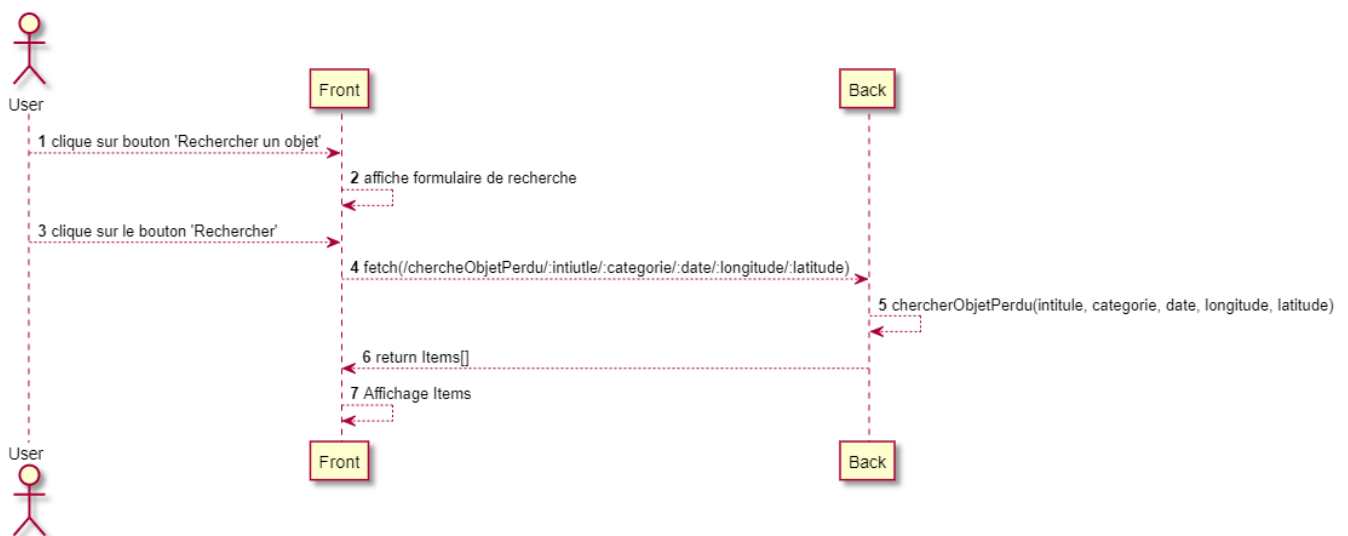 User
Front
Back
1 clique sur bouton 'Rechercher un objet'
2 affiche formulaire de recherche
3 clique sur le bouton 'Rechercher'
4 fetch(/chercheObjetPerdu/:intiutle/:categorie/:date/:longitude/:latitude)
5 chercherObjetPerdu(intitule, categorie, date, longitude, latitude)
6 return Items[]
7 Affichage Items
User
Front
Back